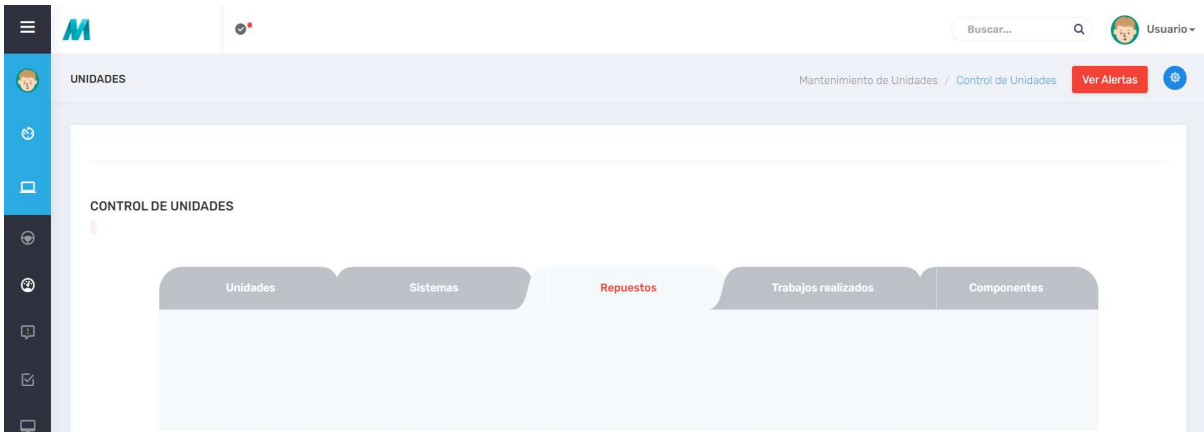 Buscar...
Usuario
UNIDADES
Mantenimiento de Unidades / Control de Unidades
Ver Alertas
CONTROL DE UNIDADES
Unidades
Sistemas
Repuestos
Trabajos realizados
Componentes